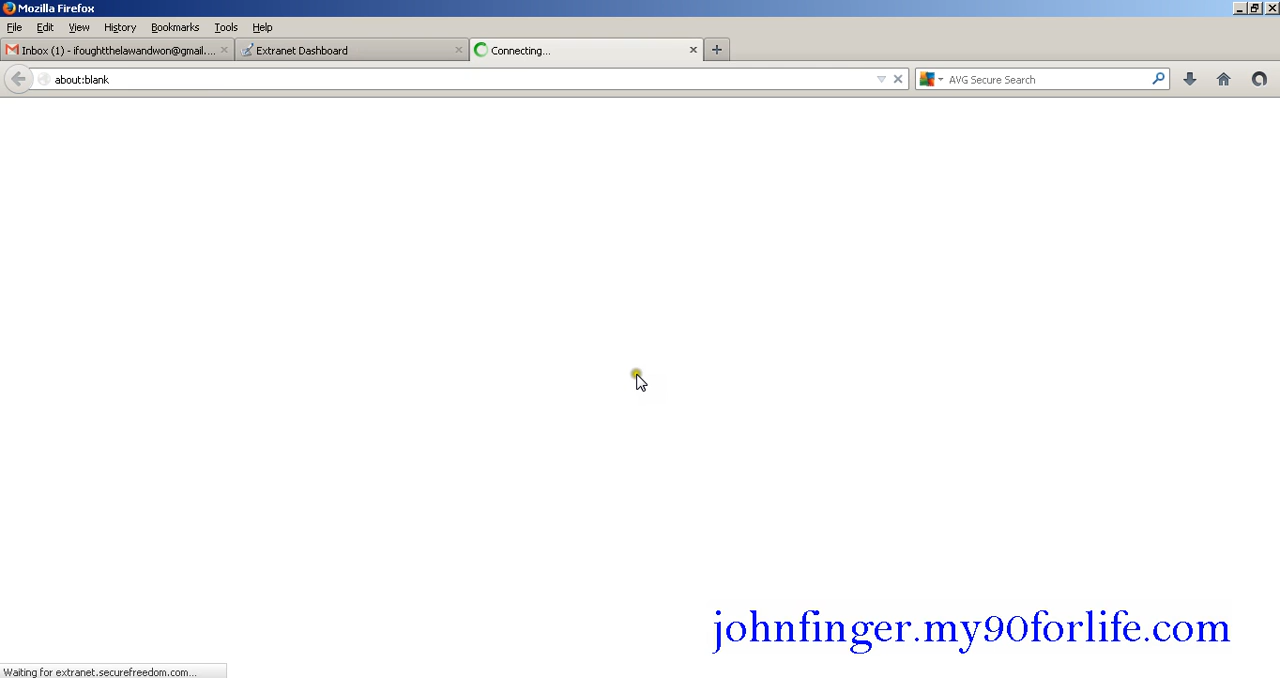 Mozilla Firefox
File Edit View History Bookmarks Tools Help
Inbox (1) - ifoughtthelawandwon@gmail.... Extranet Dashboard Connecting...
about:blank AVG Secure Search
johnfinger.my90forlife.com
Waiting for extranet.securefreedom.com...